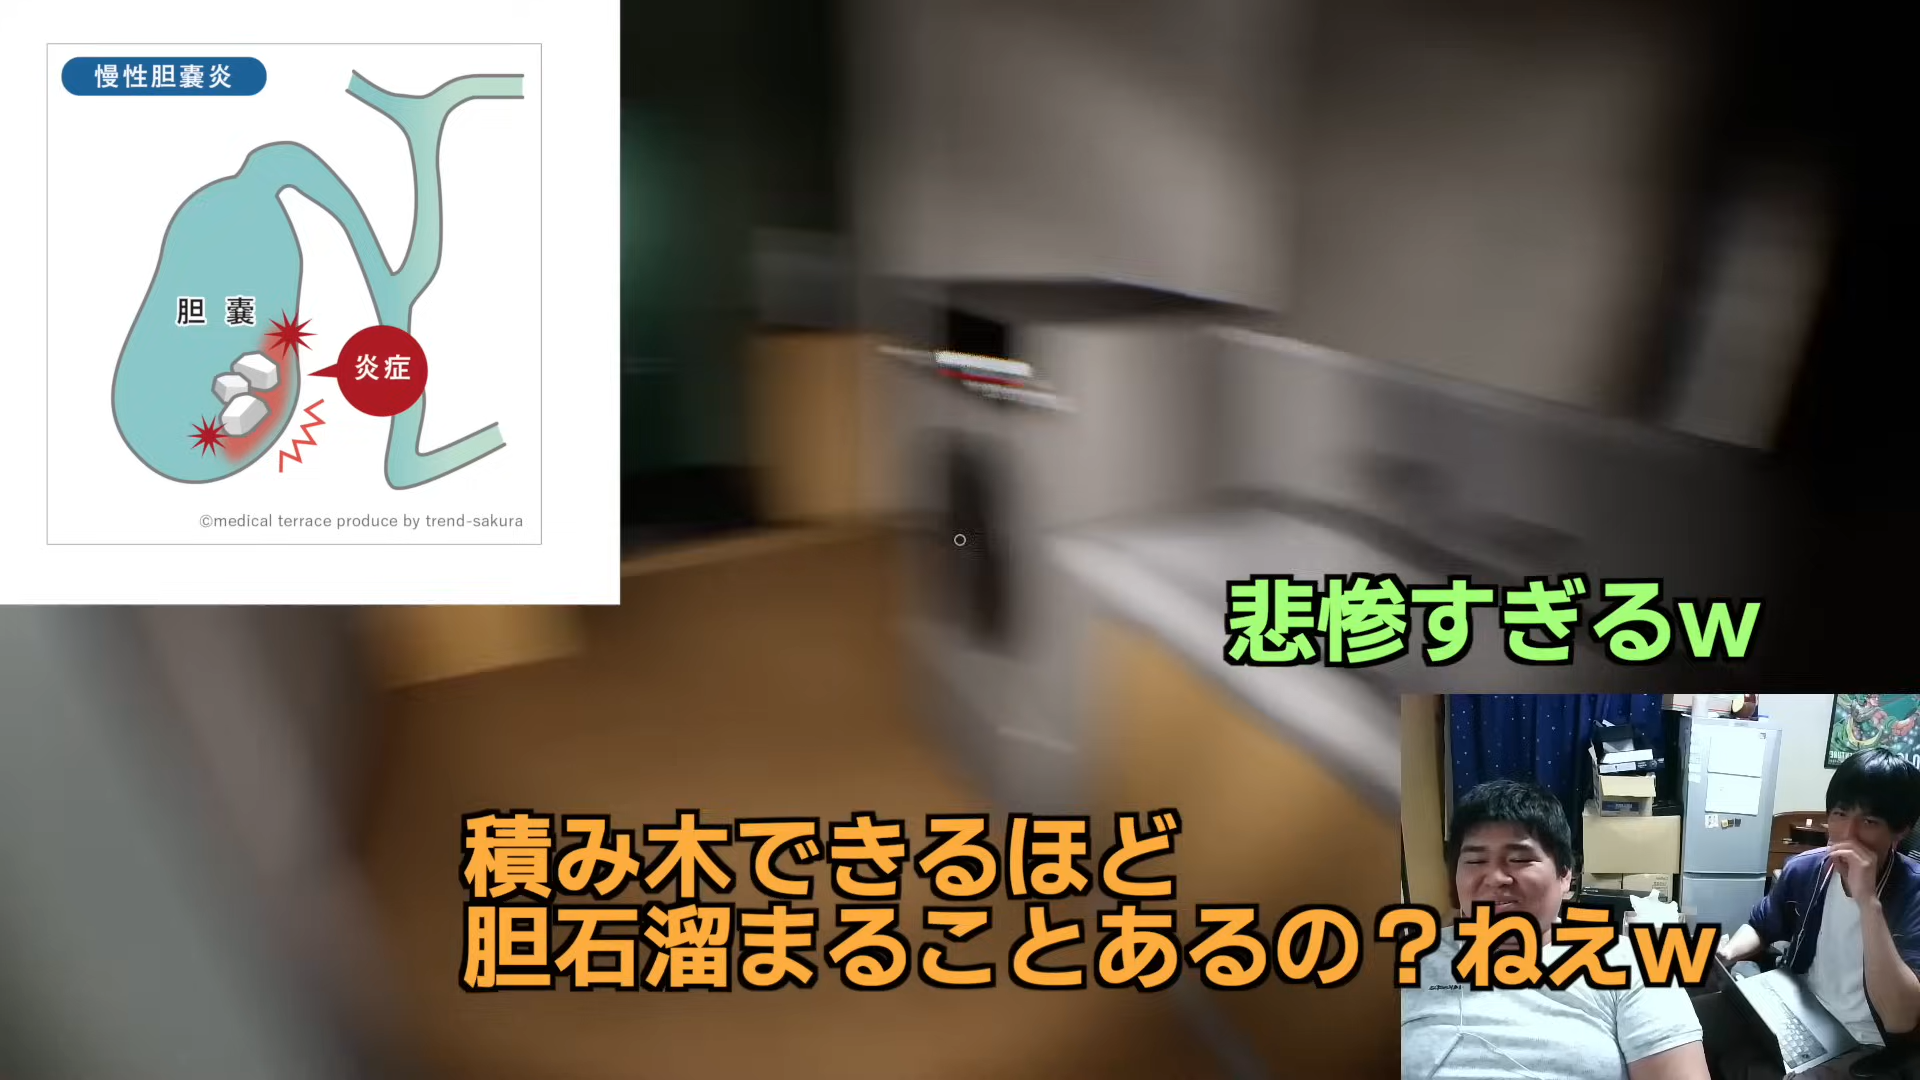 慢性胆嚢炎
胆 嚢
炎症
©medical terrace produce by trend-sakura
悲惨すぎるw
積み木できるほど
胆石溜まることあるの？ねえw